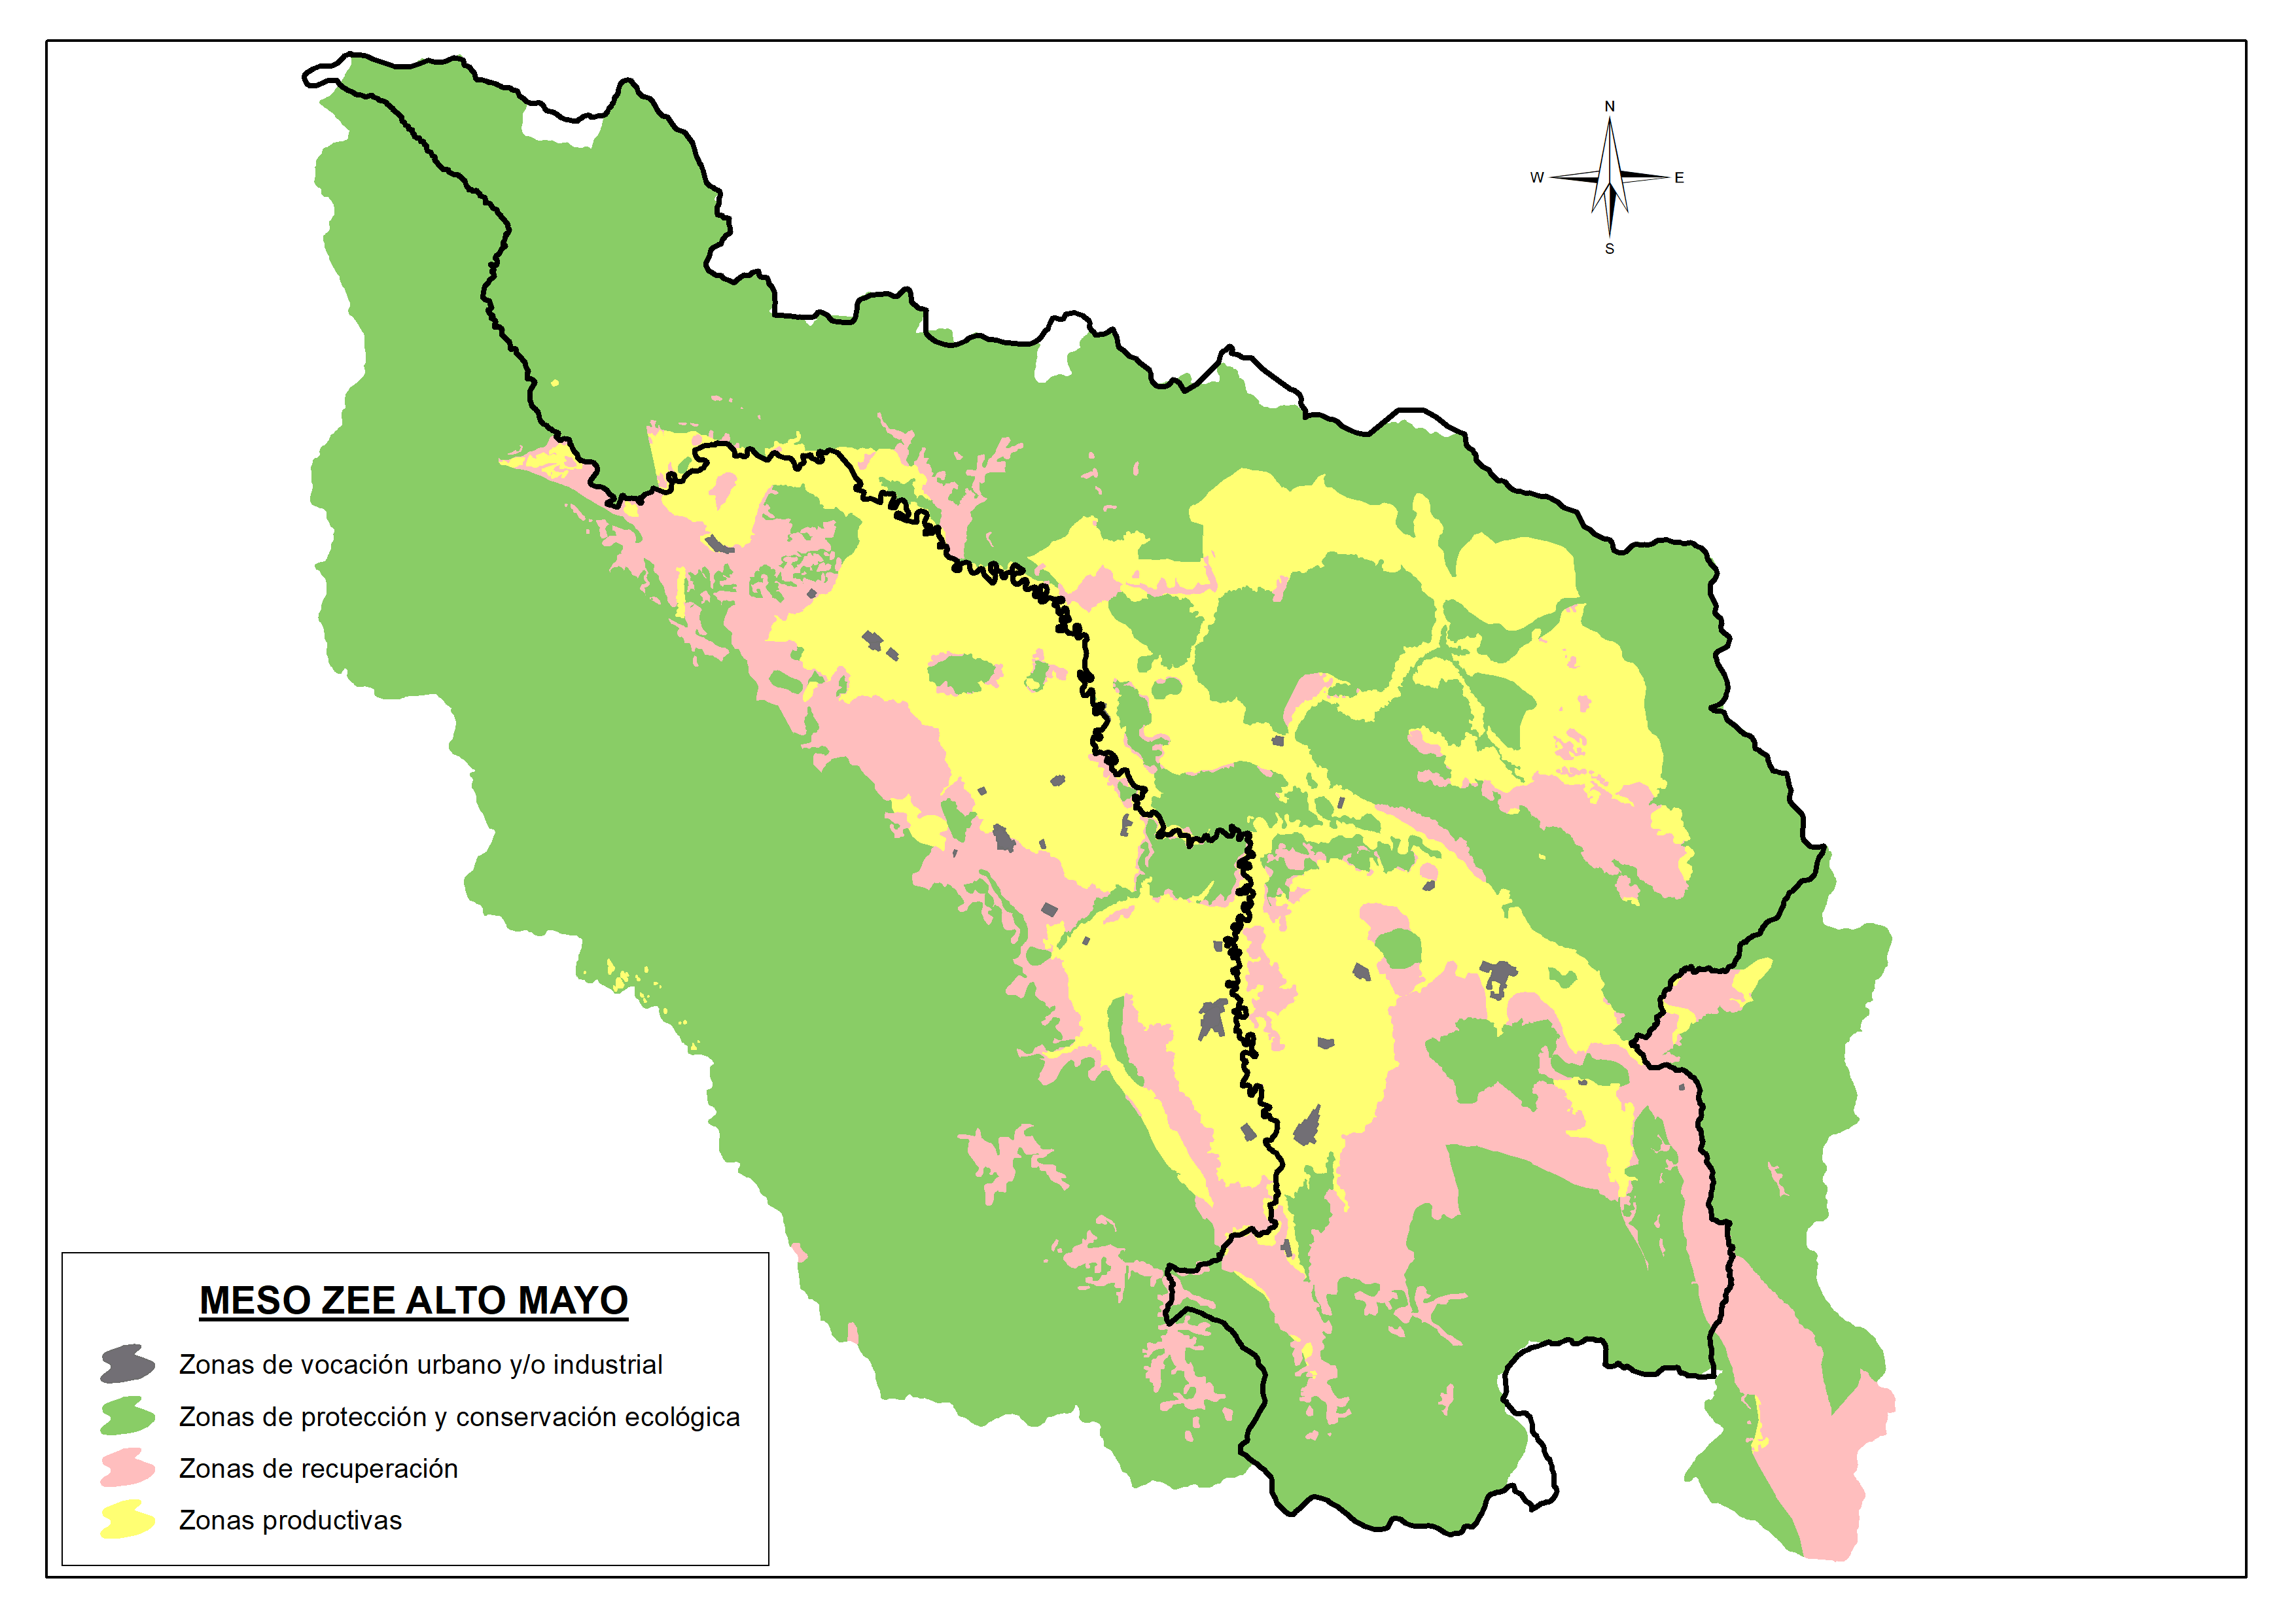 N
W E
S
MESO ZEE ALTO MAYO
Zonas de vocación urbano y/o industrial
Zonas de protección y conservación ecológica
Zonas de recuperación
Zonas productivas